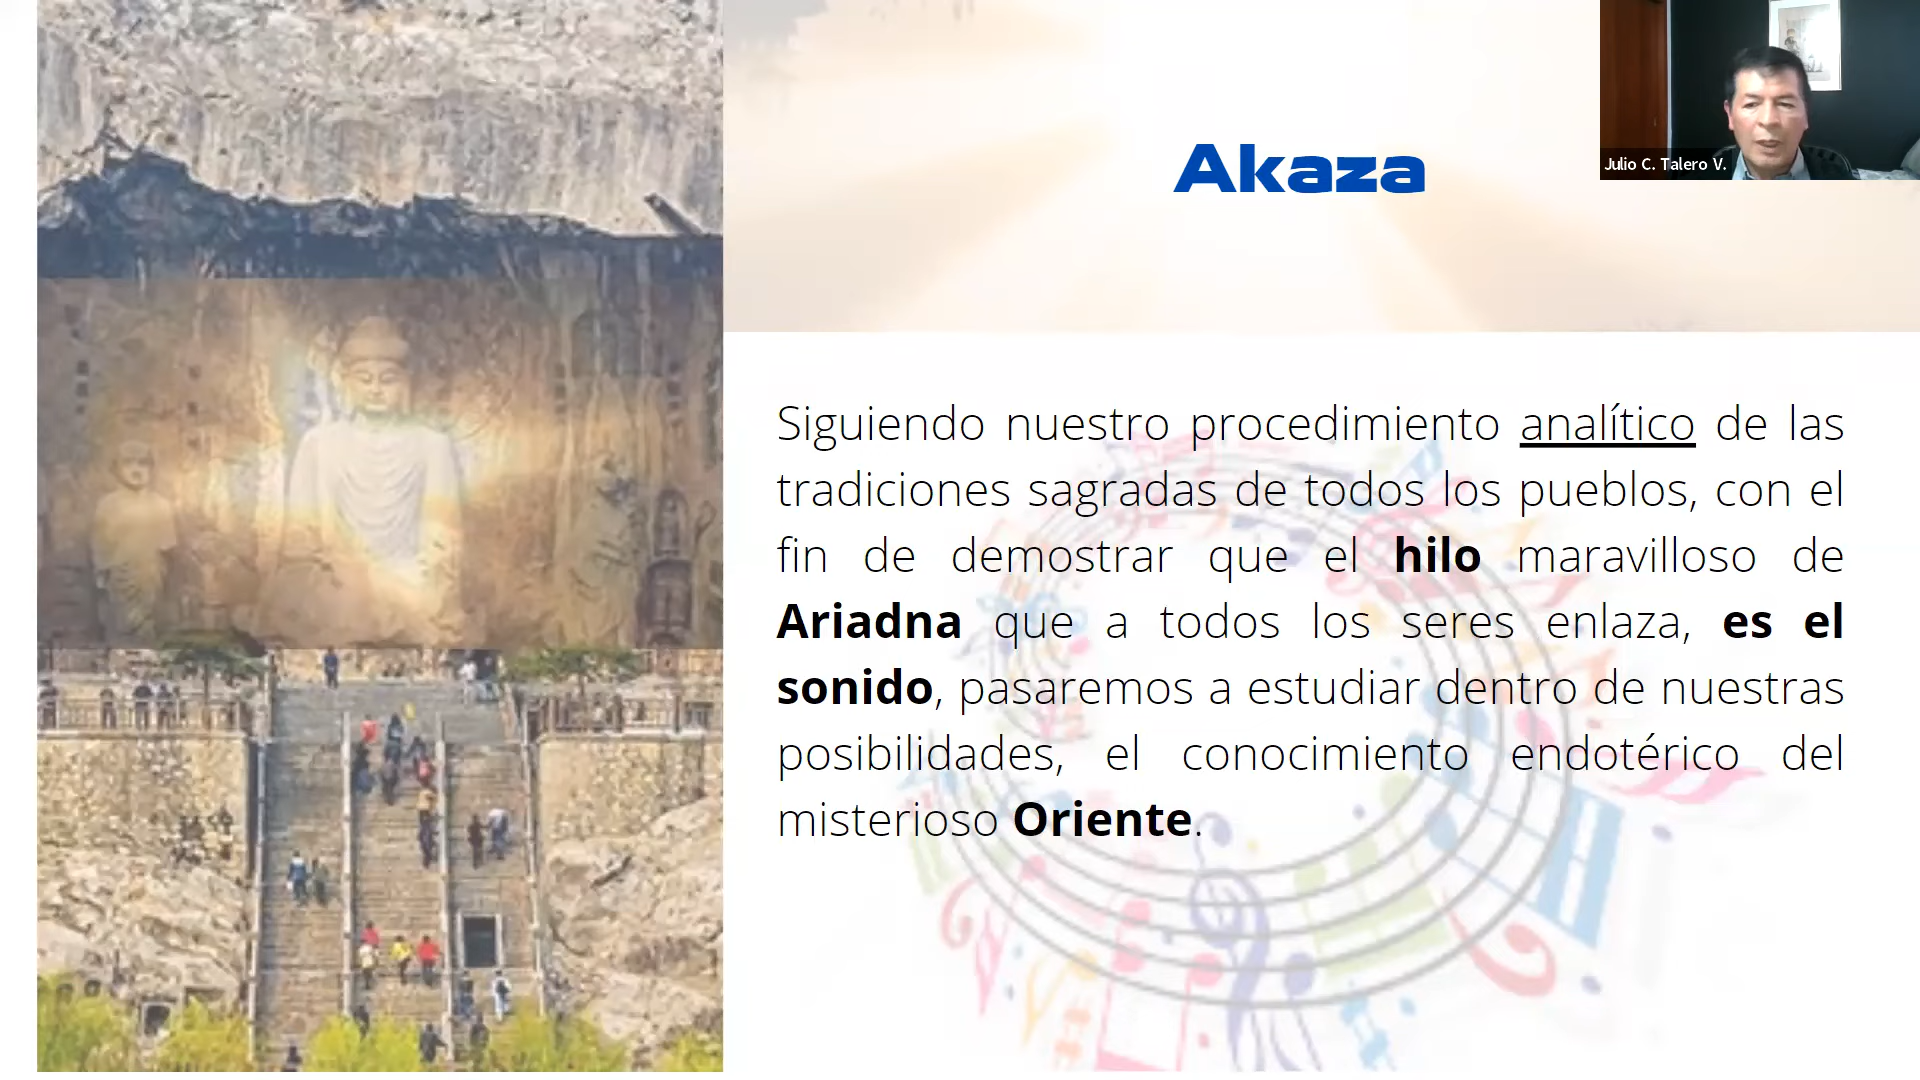 Akaza
Julio C. Talero V.
Siguiendo nuestro procedimiento analítico de las
tradiciones sagradas de todos los pueblos, con el
fin de demostrar que el hilo maravilloso de
Ariadna que a todos los seres enlaza, es el
sonido, pasaremos a estudiar dentro de nuestras
posibilidades, el conocimiento endotérico del
misterioso Oriente.